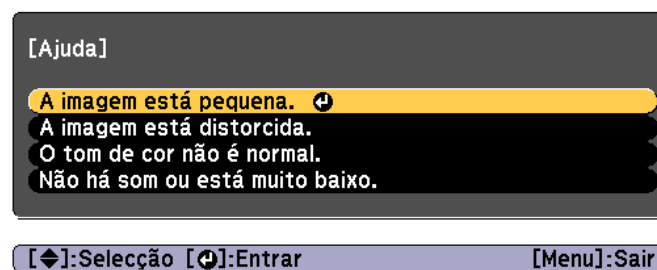 [Ajuda]
A imagem está pequena.
A imagem está distorcida.
O tom de cor não é normal.
Não há som ou está muito baixo.
[◆]:Selecção [↵]:Entrar [Menu]:Sair